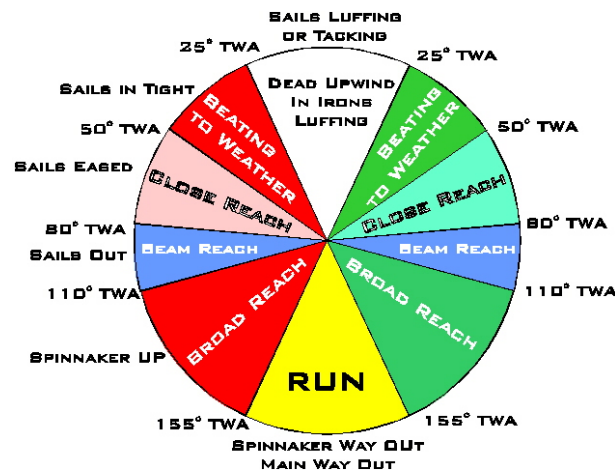 SAILS LUFFING
OR TACKING
25° TWA
25° TWA
DEAD UPWIND
IN IRONS
LUFFING
SAILS IN TIGHT
BEATING
TO WEATHER
BEATING
TO WEATHER
50° TWA
50° TWA
SAILS EASED
CLOSE REACH
CLOSE REACH
80° TWA
80° TWA
SAILS OUT
BEAM REACH
BEAM REACH
110° TWA
110° TWA
BROAD REACH
BROAD REACH
SPINNAKER UP
RUN
155° TWA
155° TWA
SPINNAKER WAY OUT
MAIN WAY OUT